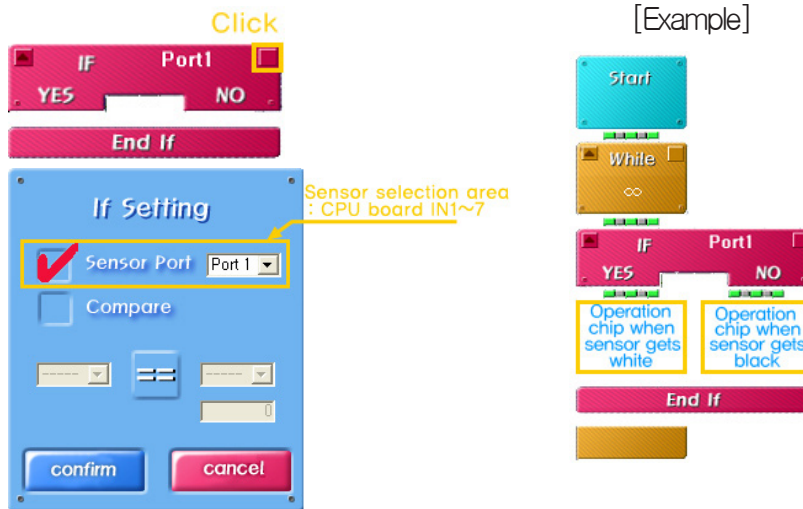 Click
IF Port1
YES NO
End If
If Setting
Sensor Port Port 1
Compare
----- == -----
0
confirm cancel
Sensor selection area
: CPU board IN1~7
[Example]
Start
While
∞
IF Port1
YES NO
Operation
chip when
sensor gets
white
Operation
chip when
sensor gets
black
End If